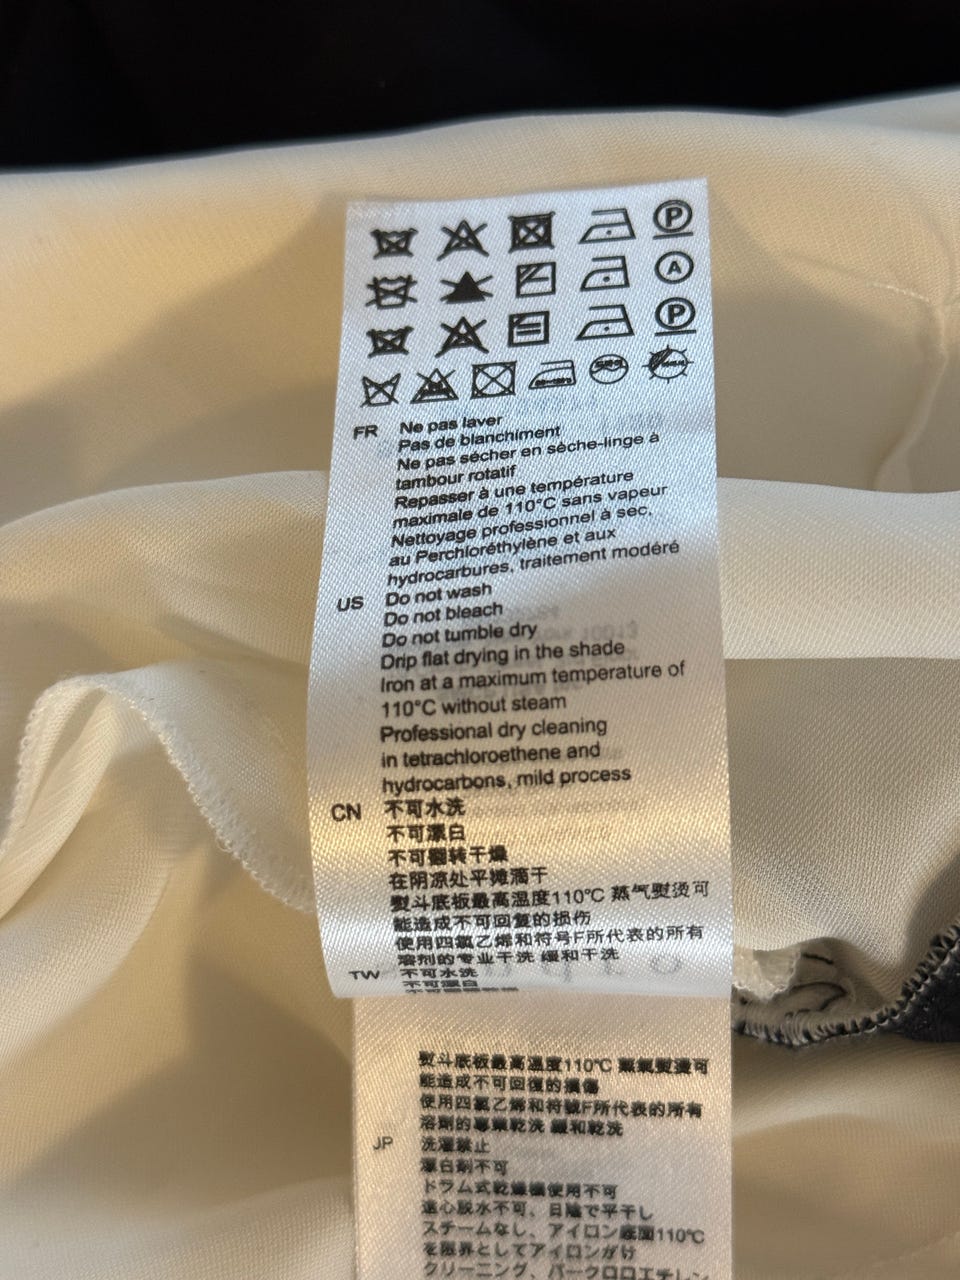 P
A
P
FR Ne pas laver
Pas de blanchiment
Ne pas sécher en sèche-linge à
tambour rotatif
Repasser à une température
maximale de 110°C sans vapeur
Nettoyage professionnel à sec,
au Perchloréthylène et aux
hydrocarbures, traitement modéré
US Do not wash
Do not bleach
Do not tumble dry
Drip flat drying in the shade
Iron at a maximum temperature of
110°C without steam
Professional dry cleaning
in tetrachloroethene and
hydrocarbons, mild process
CN 不可水洗
不可漂白
不可翻转干燥
在阴凉处平摊滴干
熨斗底板最高温度110°C 蒸气熨烫可
能造成不可回复的损伤
使用四氯乙烯和符号F所代表的所有
溶剂的专业干洗 缓和干洗
TW 不可水洗
不可漂白
熨斗底板最高溫度110°C 蒸氣熨燙可
能造成不可回復的損傷
使用四氯乙烯和符號F所代表的所有
溶劑的專業乾洗 緩和乾洗
JP 洗濯禁止
漂白剤不可
ドラム式乾燥機使用不可
遠心脱水不可、日陰で平干し
スチームなし、アイロン底面110°C
を限界としてアイロンがけ
クリーニング、パークロロエチレン